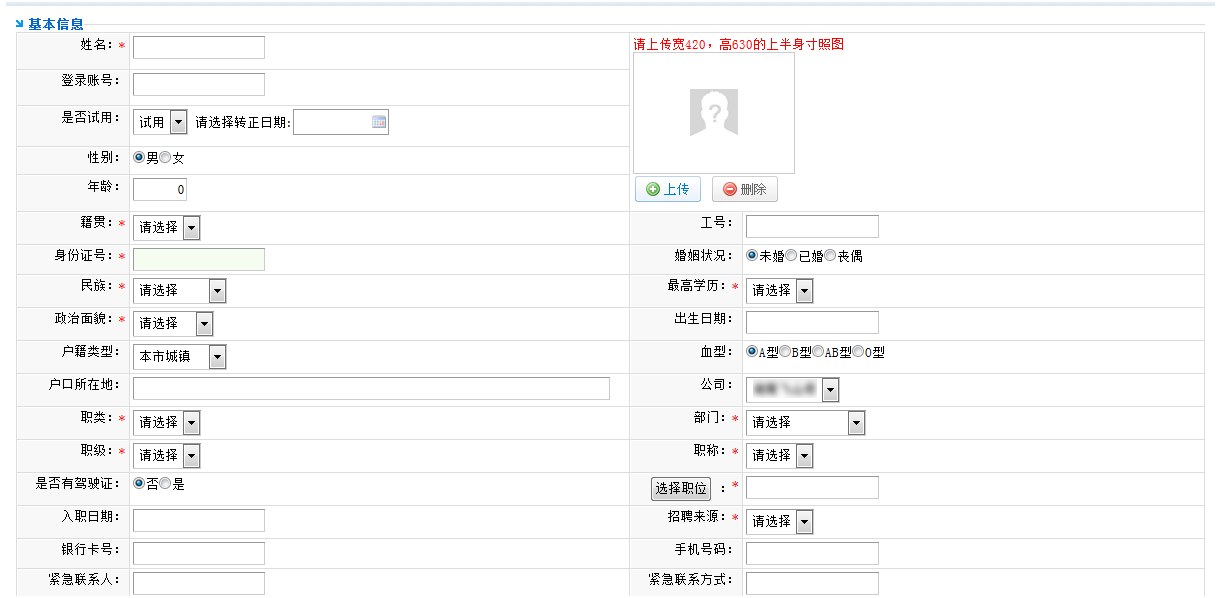 基本信息
姓名：*
请上传宽420，高630的上半身寸照图
登录账号：
是否试用： 试用 请选择转正日期:
性别： 男 女
年龄： 0
上传 删除
籍贯：* 请选择 工号：
身份证号：* 婚姻状况： 未婚 已婚 丧偶
民族：* 请选择 最高学历：* 请选择
政治面貌：* 请选择 出生日期：
户籍类型： 本市城镇 血型： A型 B型 AB型 O型
户口所在地： 公司：
职类：* 请选择 部门：* 请选择
职级：* 请选择 职称：* 请选择
是否有驾驶证： 否 是 选择职位 ：*
入职日期： 招聘来源：* 请选择
银行卡号： 手机号码：
紧急联系人： 紧急联系方式：